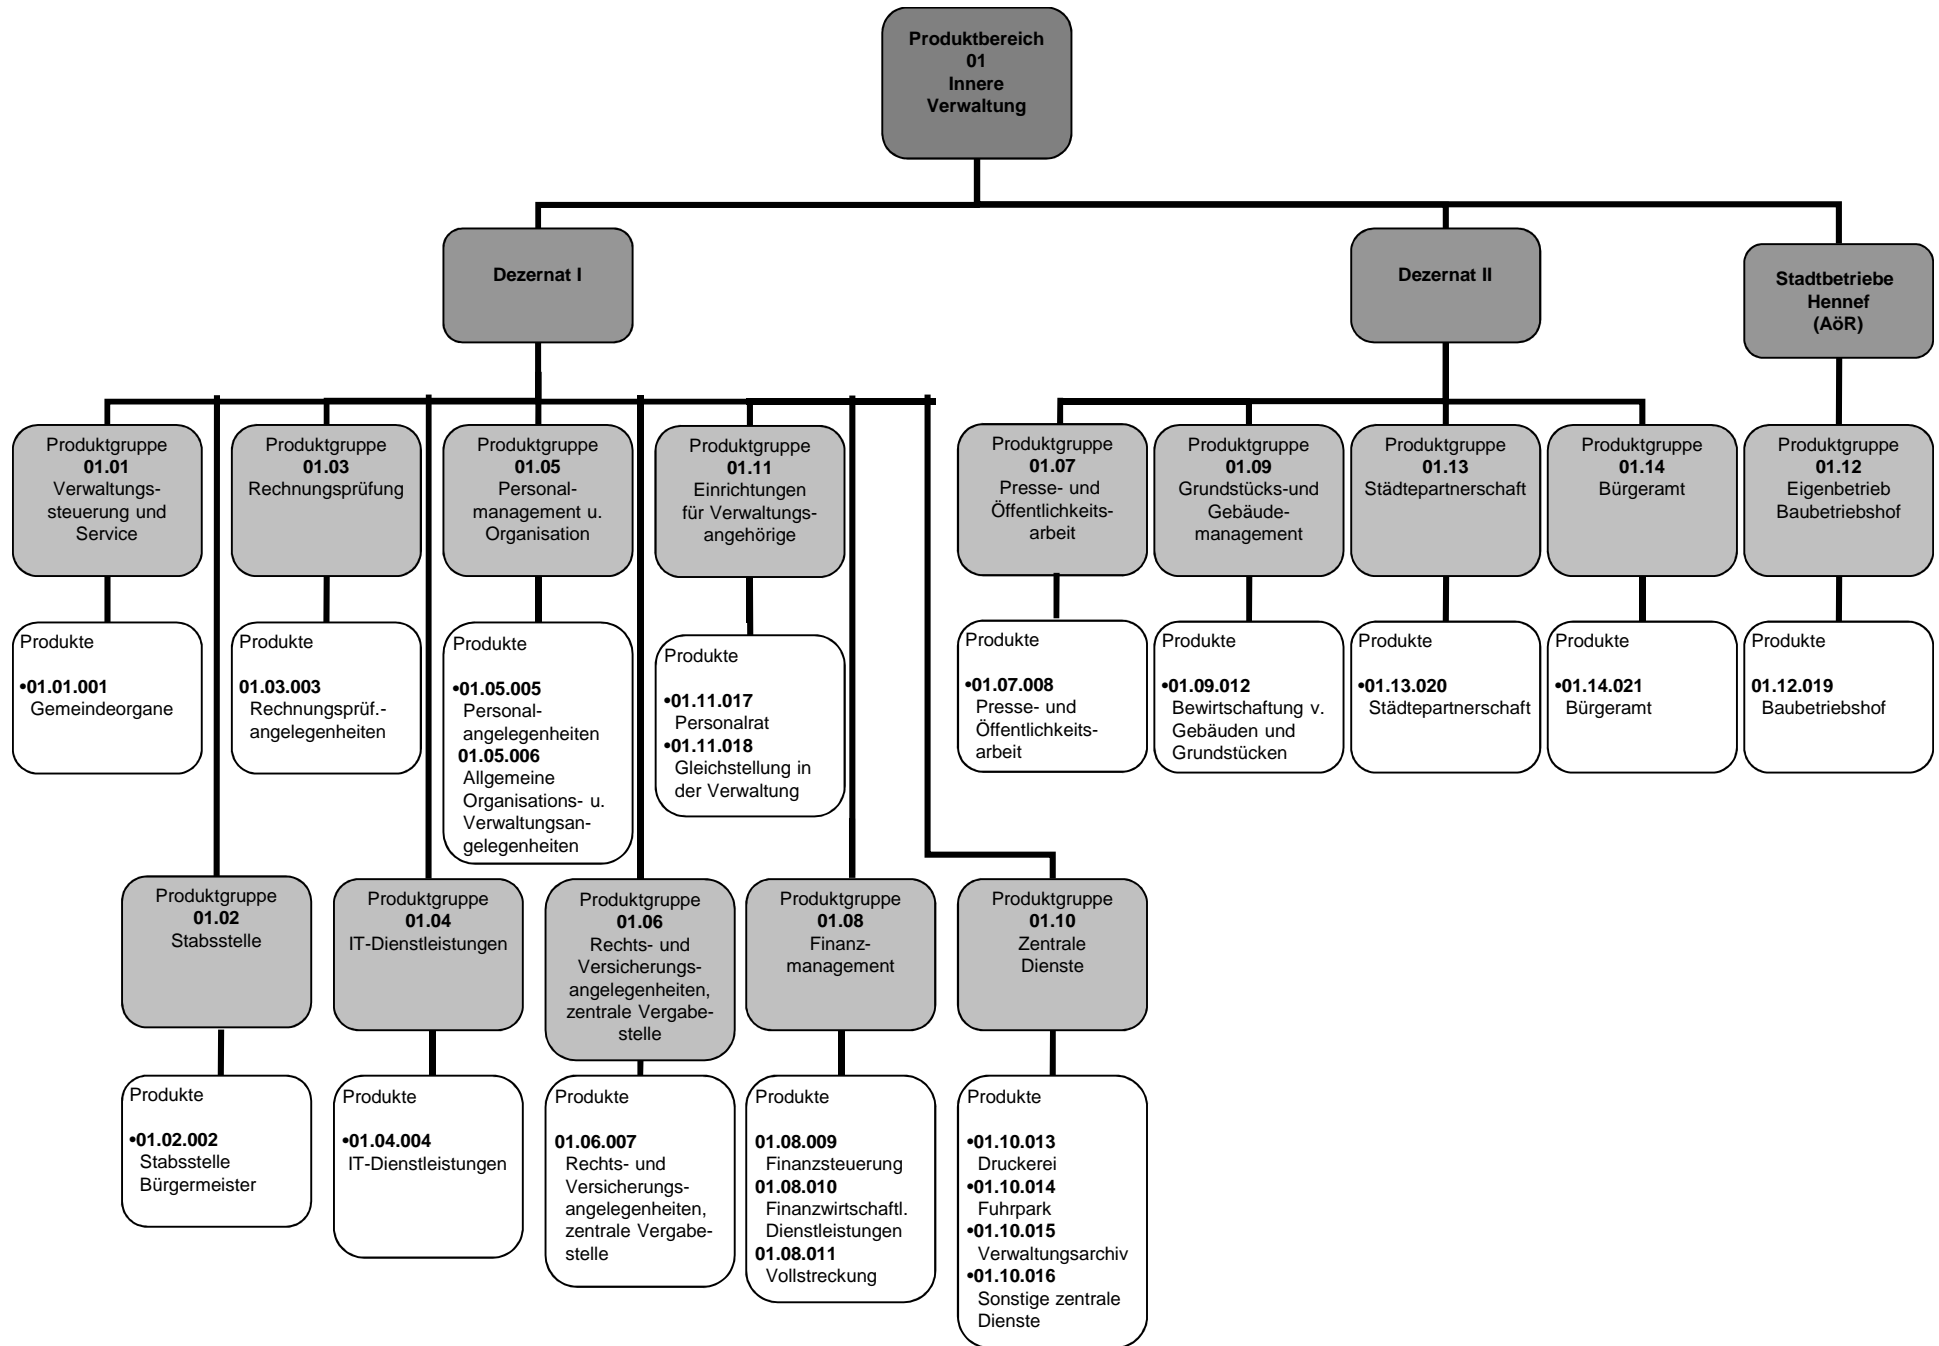 Produktbereich
01
Innere
Verwaltung
Dezernat I
Dezernat II
Stadtbetriebe
Hennef
(AöR)
Produktgruppe
01.01
Verwaltungs-
steuerung und
Service
Produktgruppe
01.03
Rechnungsprüfung
Produktgruppe
01.05
Personal-
management u.
Organisation
Produktgruppe
01.11
Einrichtungen
für Verwaltungs-
angehörige
Produktgruppe
01.07
Presse- und
Öffentlichkeits-
arbeit
Produktgruppe
01.09
Grundstücks-und
Gebäude-
management
Produktgruppe
01.13
Städtepartnerschaft
Produktgruppe
01.14
Bürgeramt
Produktgruppe
01.12
Eigenbetrieb
Baubetriebshof
Produkte
•01.01.001
Gemeindeorgane
Produkte
01.03.003
Rechnungsprüf.-
angelegenheiten
Produkte
•01.05.005
Personal-
angelegenheiten
01.05.006
Allgemeine
Organisations- u.
Verwaltungsan-
gelegenheiten
Produkte
•01.11.017
Personalrat
•01.11.018
Gleichstellung in
der Verwaltung
Produkte
•01.07.008
Presse- und
Öffentlichkeits-
arbeit
Produkte
•01.09.012
Bewirtschaftung v.
Gebäuden und
Grundstücken
Produkte
•01.13.020
Städtepartnerschaft
Produkte
•01.14.021
Bürgeramt
Produkte
01.12.019
Baubetriebshof
Produktgruppe
01.02
Stabsstelle
Produktgruppe
01.04
IT-Dienstleistungen
Produktgruppe
01.06
Rechts- und
Versicherungs-
angelegenheiten,
zentrale Vergabe-
stelle
Produktgruppe
01.08
Finanz-
management
Produktgruppe
01.10
Zentrale
Dienste
Produkte
•01.02.002
Stabsstelle
Bürgermeister
Produkte
•01.04.004
IT-Dienstleistungen
Produkte
01.06.007
Rechts- und
Versicherungs-
angelegenheiten,
zentrale Vergabe-
stelle
Produkte
01.08.009
Finanzsteuerung
01.08.010
Finanzwirtschaftl.
Dienstleistungen
01.08.011
Vollstreckung
Produkte
•01.10.013
Druckerei
•01.10.014
Fuhrpark
•01.10.015
Verwaltungsarchiv
•01.10.016
Sonstige zentrale
Dienste